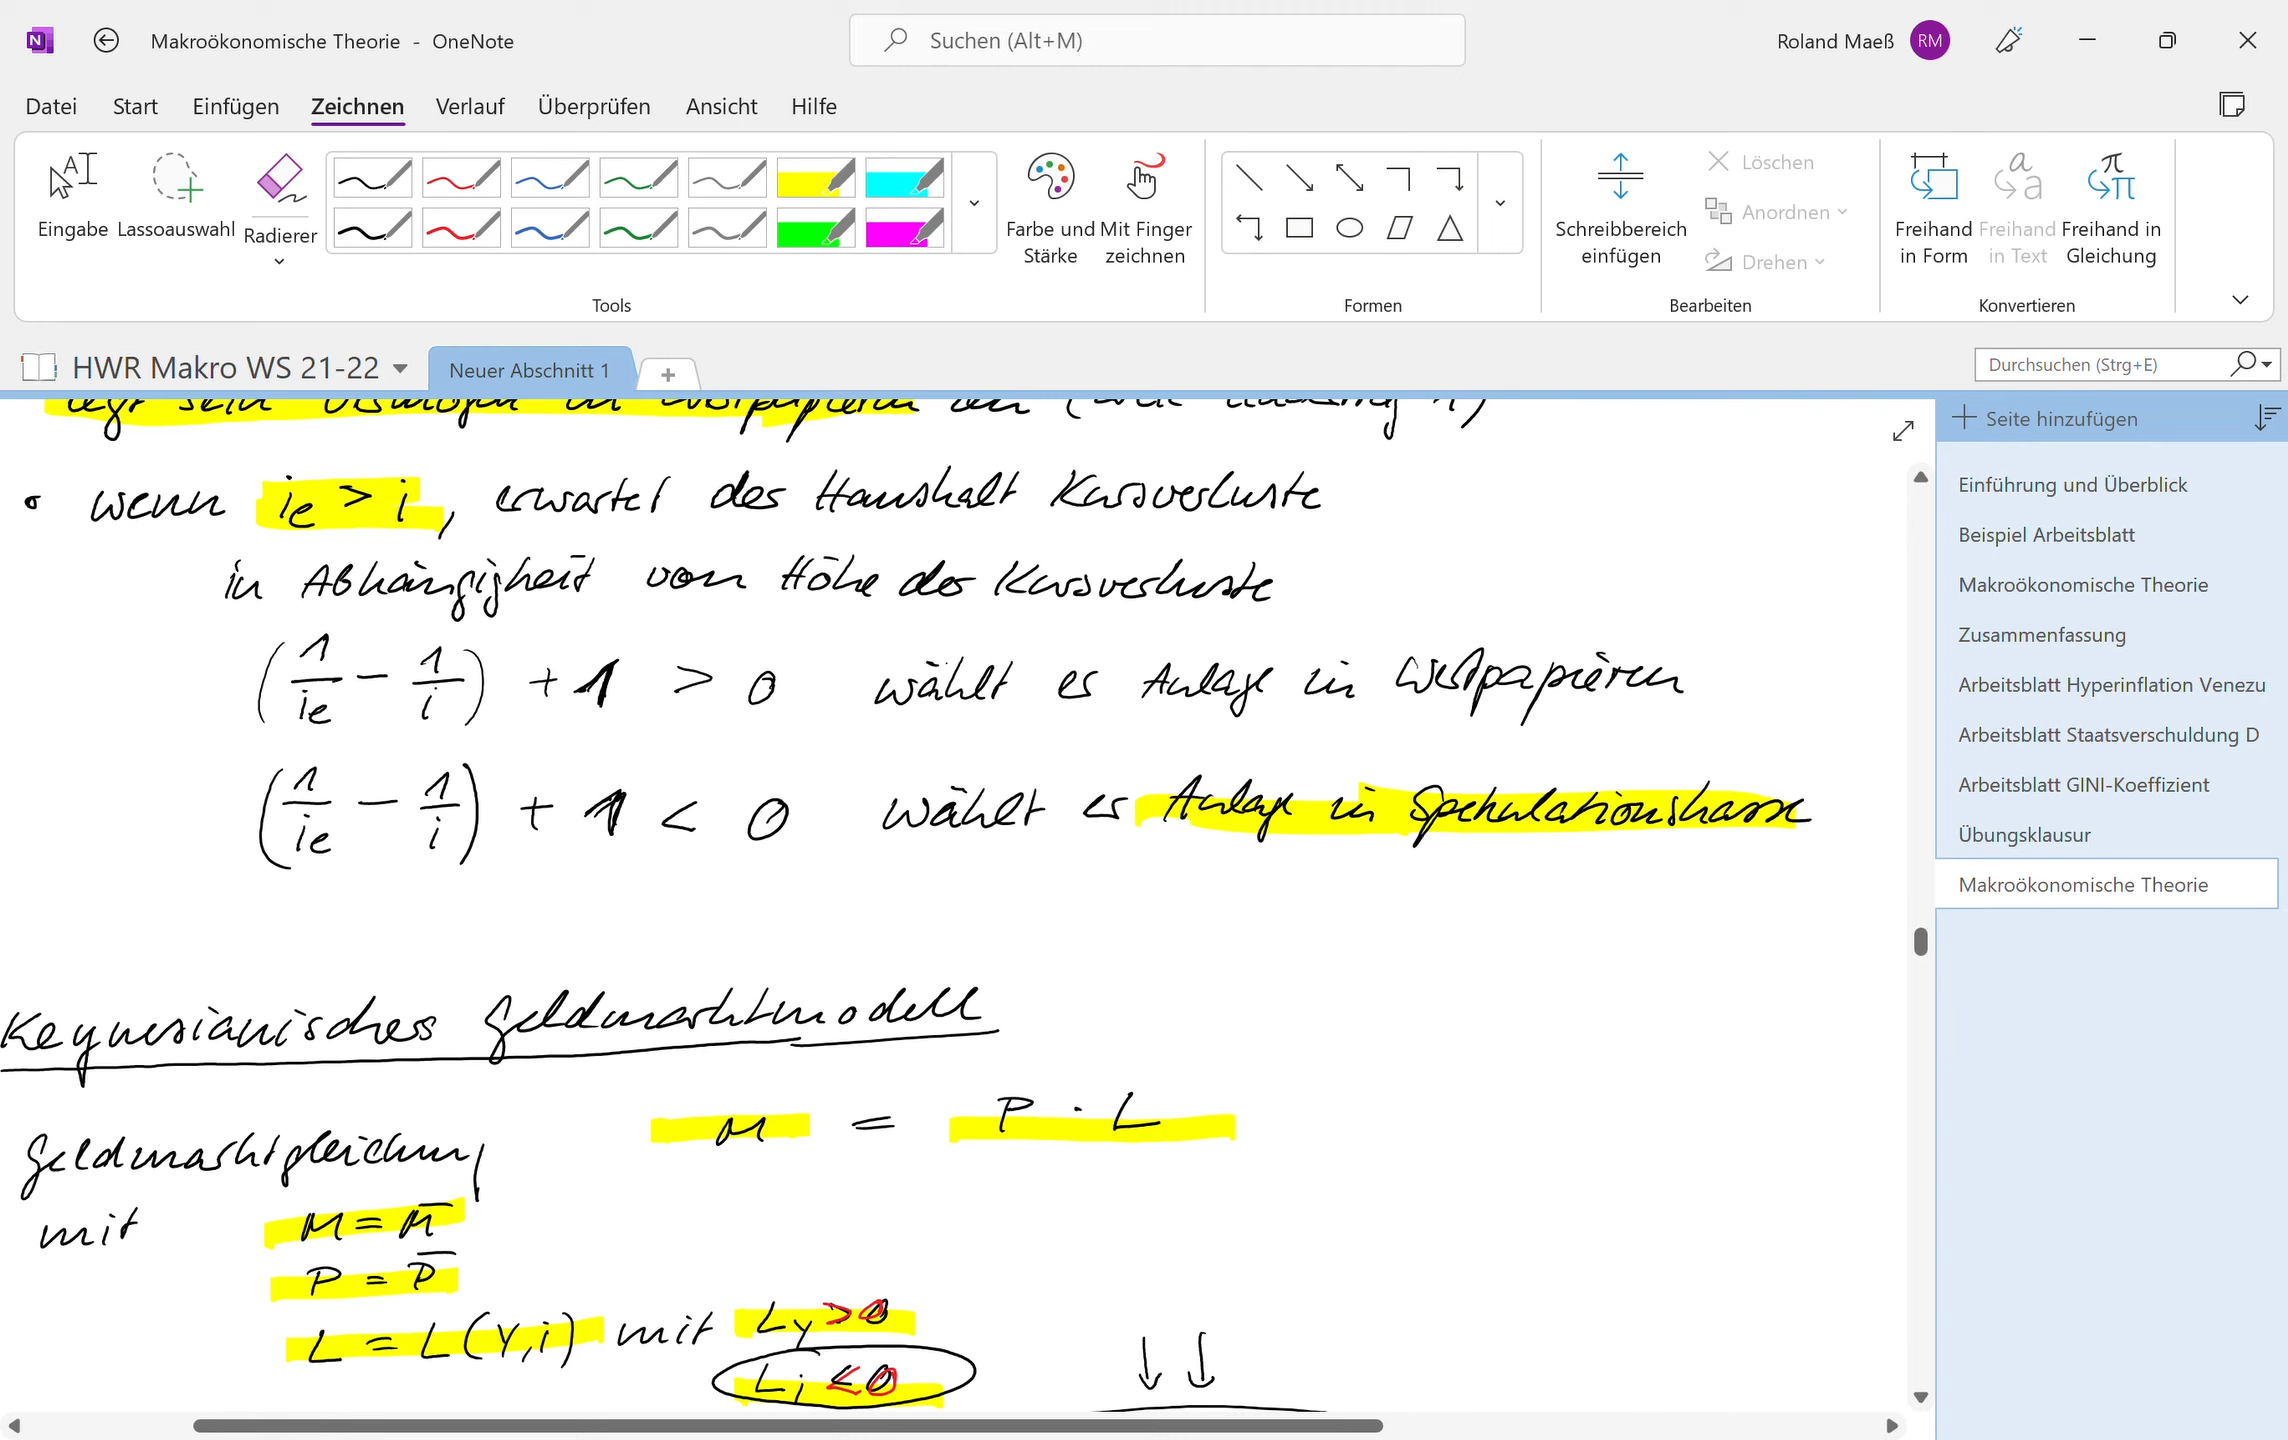 Makroökonomische Theorie - OneNote
Suchen (Alt+M)
Roland Maeß RM
Datei Start Einfügen Zeichnen Verlauf Überprüfen Ansicht Hilfe
Eingabe Lassoauswahl Radierer
Farbe und Stärke
Mit Finger zeichnen
Schreibbereich einfügen
Löschen
Anordnen
Drehen
Freihand in Form
Freihand in Text
Freihand in Gleichung
Tools Formen Bearbeiten Konvertieren
HWR Makro WS 21-22 Neuer Abschnitt 1
Durchsuchen (Strg+E)
• wenn ie > i, erwartet der Haushalt Kursverluste
in Abhängigkeit von Höhe der Kursverluste
(1/ie - 1/i) + 1 > 0 wählt er Anlage in Wertpapieren
(1/ie - 1/i) + 1 < 0 wählt er Anlage in Spekulationskasse
Keynesianisches Geldmarktmodell
M = P · L
Geldmarktgleichung
mit M = M̅
P = P̅
L = L(Y,i) mit LY > 0
Li < 0
Seite hinzufügen
Einführung und Überblick
Beispiel Arbeitsblatt
Makroökonomische Theorie
Zusammenfassung
Arbeitsblatt Hyperinflation Venezu
Arbeitsblatt Staatsverschuldung D
Arbeitsblatt GINI-Koeffizient
Übungsklausur
Makroökonomische Theorie